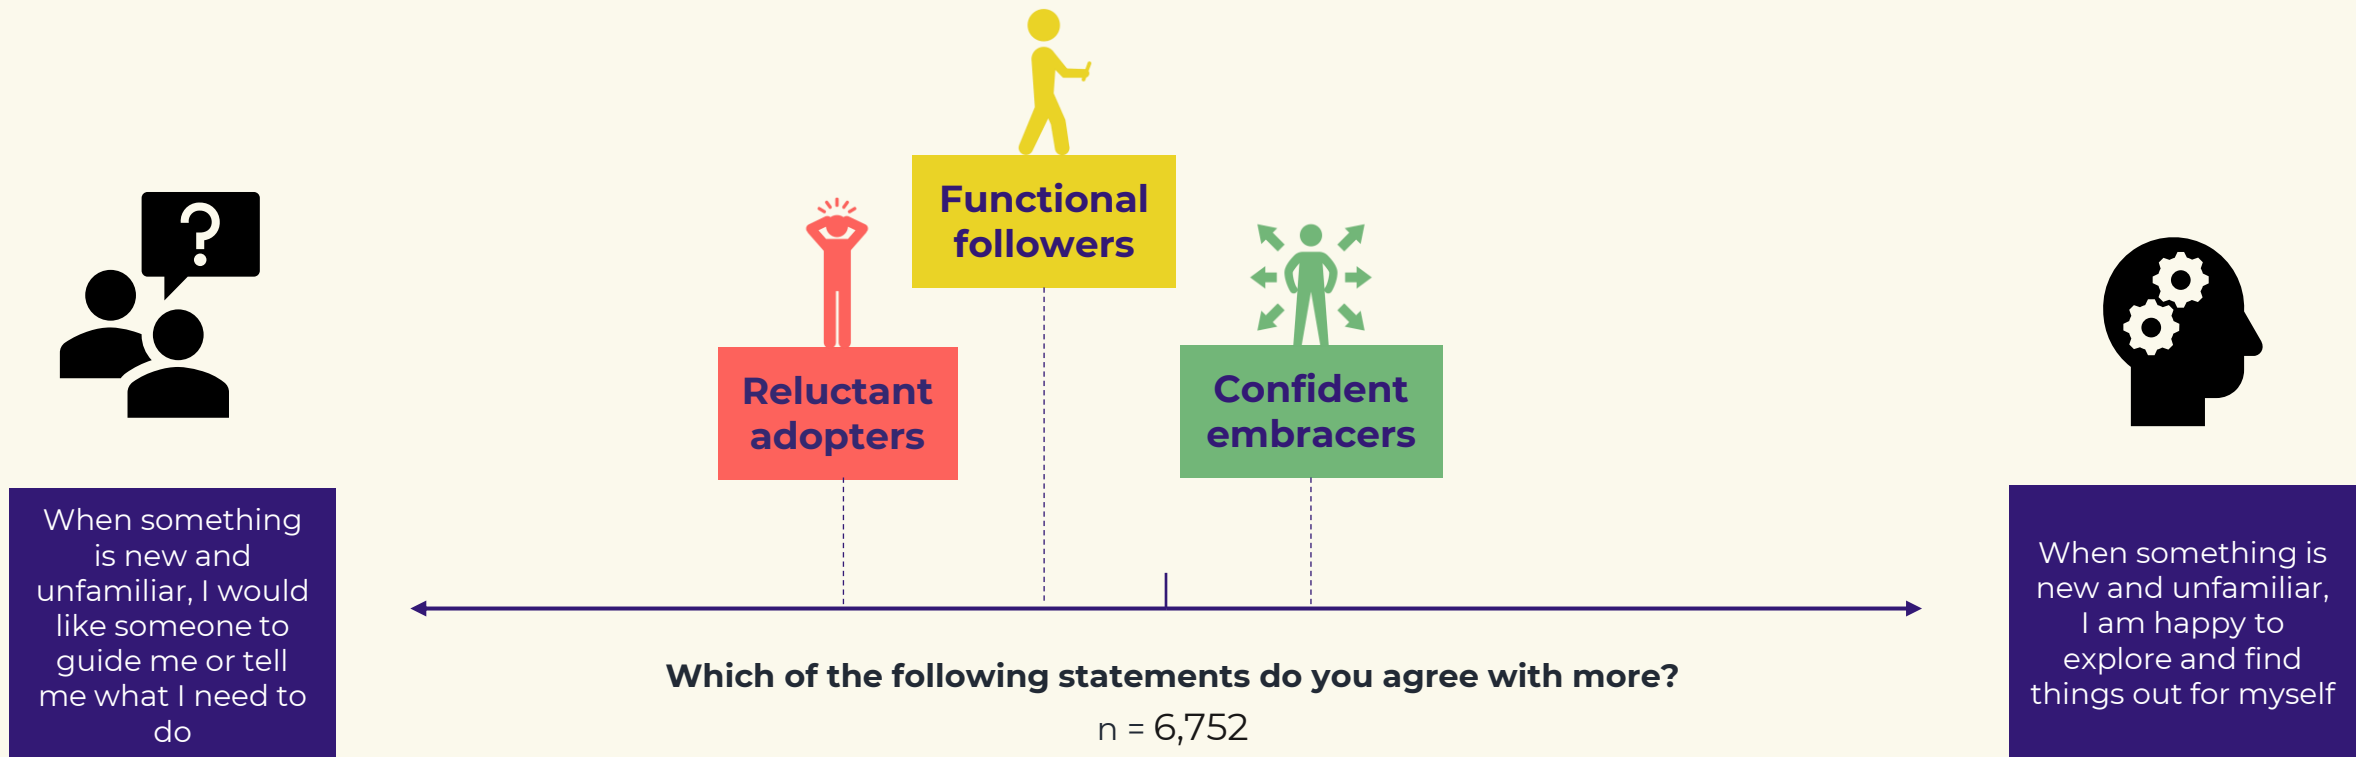 ?
Functional
followers
Reluctant
adopters
Confident
embracers
When something
is new and
unfamiliar, I would
like someone to
guide me or tell
me what I need to
do
When something is
new and unfamiliar,
I am happy to
explore and find
things out for myself
Which of the following statements do you agree with more?
n = 6,752